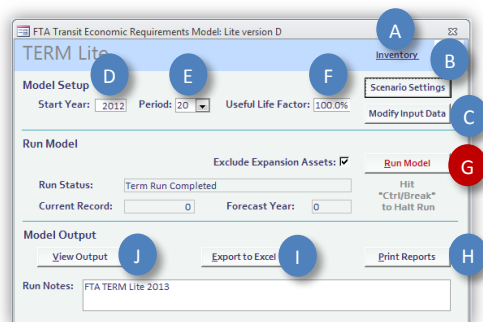 FTA Transit Economic Requirements Model: Lite version D
A
TERM Lite
Inventory
B
D
E
F
Model Setup
Scenario Settings
Start Year: 2012 Period: 20 Useful Life Factor: 100.0%
Modify Input Data
C
Run Model
Exclude Expansion Assets:
Run Model
G
Run Status: Term Run Completed
Hit
"Ctrl/Break"
to Halt Run
Current Record: 0 Forecast Year: 0
Model Output
J
I
H
View Output Export to Excel Print Reports
Run Notes: FTA TERM Lite 2013